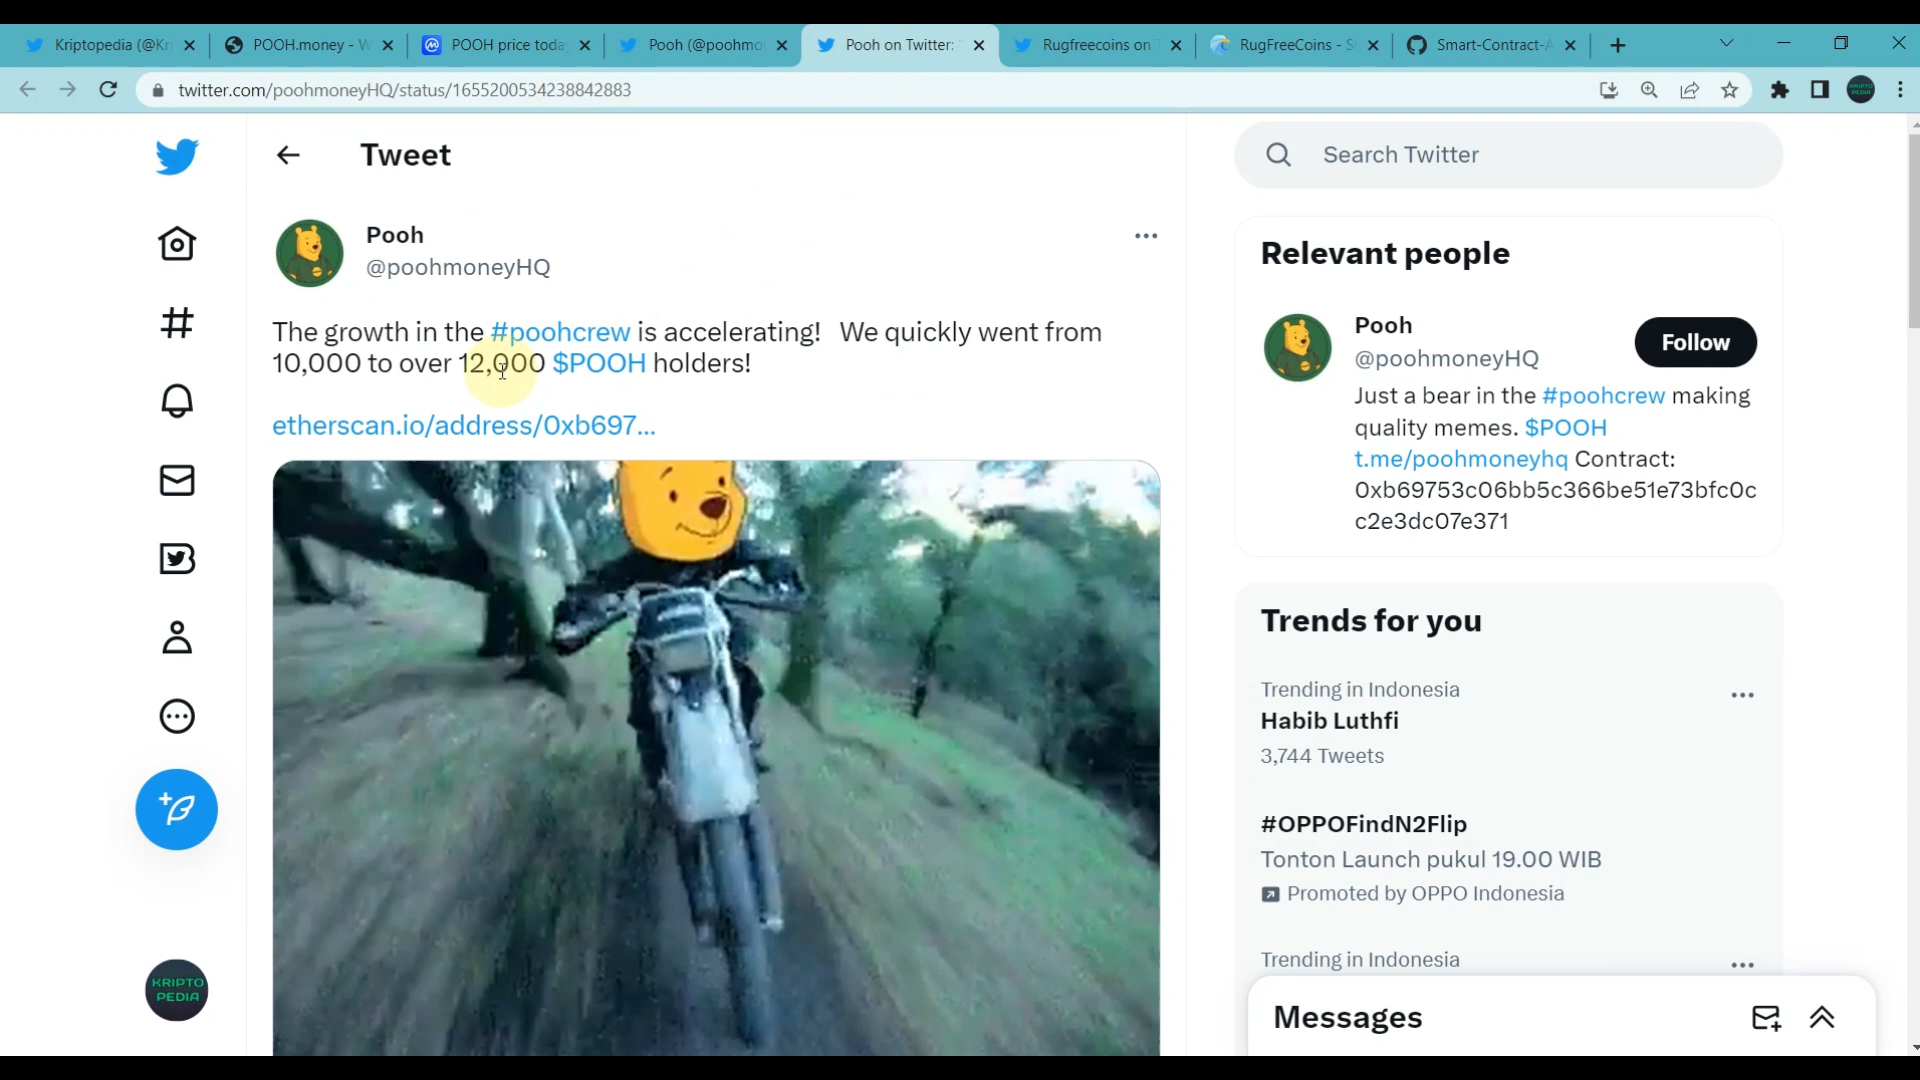 Kriptopedia (@Kr
POOH.money - W
POOH price toda
Pooh (@poohmo
Pooh on Twitter:
Rugfreecoins on T
RugFreeCoins - S
Smart-Contract-A
twitter.com/poohmoneyHQ/status/1655200534238842883
Tweet
Search Twitter
Pooh
@poohmoneyHQ
The growth in the #poohcrew is accelerating! We quickly went from
10,000 to over 12,000 $POOH holders!
etherscan.io/address/0xb697...
Relevant people
Pooh
@poohmoneyHQ
Follow
Just a bear in the #poohcrew making
quality memes. $POOH
t.me/poohmoneyhq Contract:
0xb69753c06bb5c366be51e73bfc0c
c2e3dc07e371
Trends for you
Trending in Indonesia
Habib Luthfi
3,744 Tweets
#OPPOFindN2Flip
Tonton Launch pukul 19.00 WIB
Promoted by OPPO Indonesia
Trending in Indonesia
Messages
KRIPTO
PEDIA